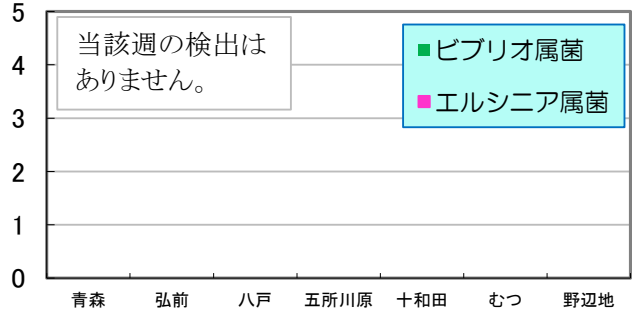 5
当該週の検出は
ありません。
ビブリオ属菌
エルシニア属菌
4
3
2
1
0
青森 弘前 八戸 五所川原 十和田 むつ 野辺地